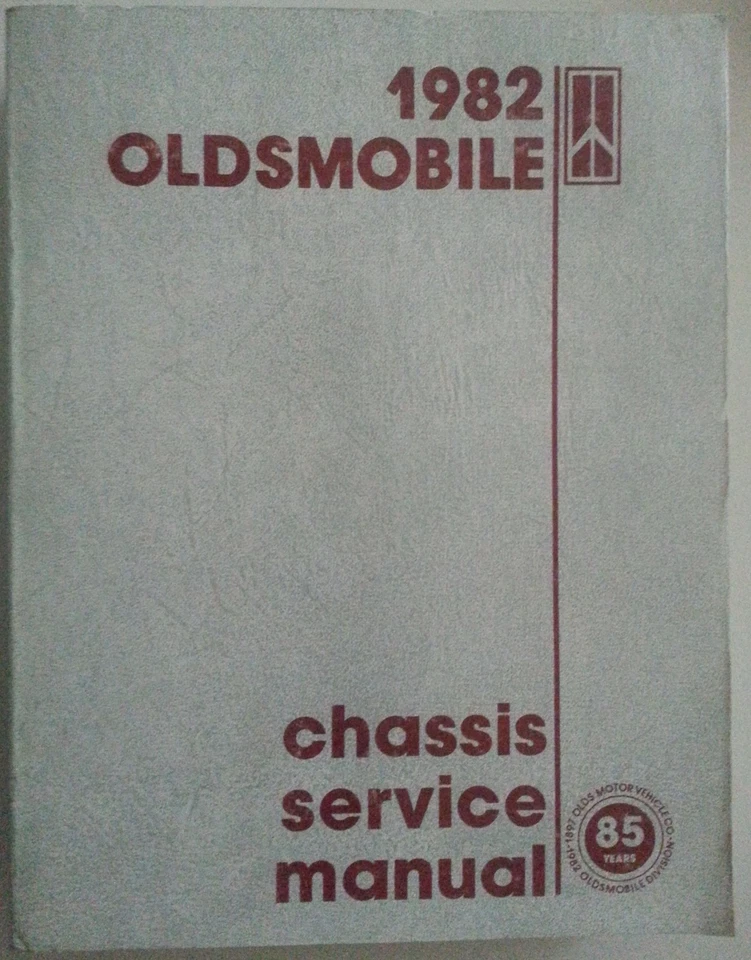 1982
OLDSMOBILE
chassis
service
manual
1897 OLDS MOTOR VEHICLE CO.
85
YEARS
1982 OLDSMOBILE DIVISION